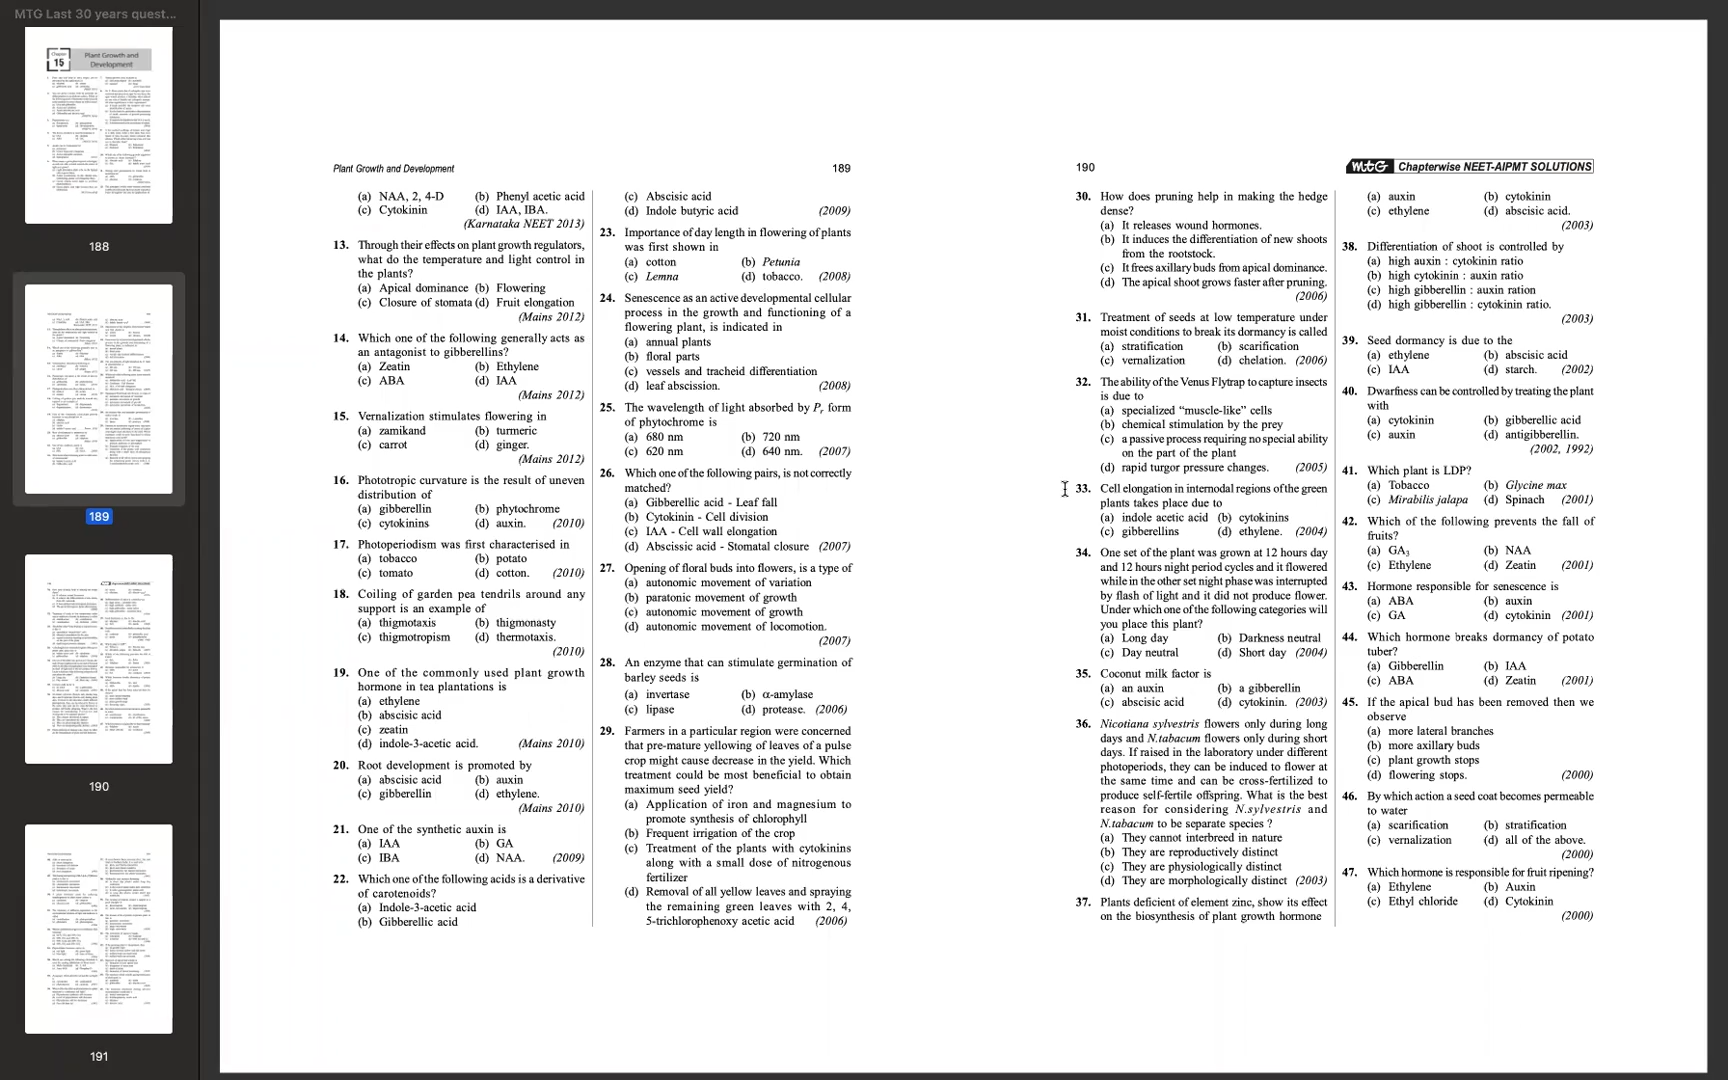 MTG Last 30 years quest...
Chapter
15
Plant Growth and
Development
188
189
190
191
Plant Growth and Development
189
(a) NAA, 2, 4-D (b) Phenyl acetic acid
(c) Cytokinin (d) IAA, IBA.
(Karnataka NEET 2013)
13. Through their effects on plant growth regulators,
what do the temperature and light control in
the plants?
(a) Apical dominance (b) Flowering
(c) Closure of stomata (d) Fruit elongation
(Mains 2012)
14. Which one of the following generally acts as
an antagonist to gibberellins?
(a) Zeatin (b) Ethylene
(c) ABA (d) IAA
(Mains 2012)
15. Vernalization stimulates flowering in
(a) zamikand (b) turmeric
(c) carrot (d) ginger.
(Mains 2012)
16. Phototropic curvature is the result of uneven
distribution of
(a) gibberellin (b) phytochrome
(c) cytokinins (d) auxin. (2010)
17. Photoperiodism was first characterised in
(a) tobacco (b) potato
(c) tomato (d) cotton. (2010)
18. Coiling of garden pea tendrils around any
support is an example of
(a) thigmotaxis (b) thigmonasty
(c) thigmotropism (d) thermotaxis.
(2010)
19. One of the commonly used plant growth
hormone in tea plantations is
(a) ethylene
(b) abscisic acid
(c) zeatin
(d) indole-3-acetic acid. (Mains 2010)
20. Root development is promoted by
(a) abscisic acid (b) auxin
(c) gibberellin (d) ethylene.
(Mains 2010)
21. One of the synthetic auxin is
(a) IAA (b) GA
(c) IBA (d) NAA. (2009)
22. Which one of the following acids is a derivative
of carotenoids?
(a) Indole-3-acetic acid
(b) Gibberellic acid
(c) Abscisic acid
(d) Indole butyric acid (2009)
23. Importance of day length in flowering of plants
was first shown in
(a) cotton (b) Petunia
(c) Lemna (d) tobacco. (2008)
24. Senescence as an active developmental cellular
process in the growth and functioning of a
flowering plant, is indicated in
(a) annual plants
(b) floral parts
(c) vessels and tracheid differentiation
(d) leaf abscission. (2008)
25. The wavelength of light absorbed by Pr form
of phytochrome is
(a) 680 nm (b) 720 nm
(c) 620 nm (d) 640 nm. (2007)
26. Which one of the following pairs, is not correctly
matched?
(a) Gibberellic acid - Leaf fall
(b) Cytokinin - Cell division
(c) IAA - Cell wall elongation
(d) Abscissic acid - Stomatal closure (2007)
27. Opening of floral buds into flowers, is a type of
(a) autonomic movement of variation
(b) paratonic movement of growth
(c) autonomic movement of growth
(d) autonomic movement of locomotion.
(2007)
28. An enzyme that can stimulate germination of
barley seeds is
(a) invertase (b) α-amylase
(c) lipase (d) protease. (2006)
29. Farmers in a particular region were concerned
that pre-mature yellowing of leaves of a pulse
crop might cause decrease in the yield. Which
treatment could be most beneficial to obtain
maximum seed yield?
(a) Application of iron and magnesium to
promote synthesis of chlorophyll
(b) Frequent irrigation of the crop
(c) Treatment of the plants with cytokinins
along with a small dose of nitrogenous
fertilizer
(d) Removal of all yellow leaves and spraying
the remaining green leaves with 2, 4,
5-trichlorophenoxy acetic acid (2006)
190
mtG Chapterwise NEET-AIPMT SOLUTIONS
30. How does pruning help in making the hedge
dense?
(a) It releases wound hormones.
(b) It induces the differentiation of new shoots
from the rootstock.
(c) It frees axillary buds from apical dominance.
(d) The apical shoot grows faster after pruning.
(2006)
31. Treatment of seeds at low temperature under
moist conditions to break its dormancy is called
(a) stratification (b) scarification
(c) vernalization (d) chelation. (2006)
32. The ability of the Venus Flytrap to capture insects
is due to
(a) specialized “muscle-like” cells
(b) chemical stimulation by the prey
(c) a passive process requiring no special ability
on the part of the plant
(d) rapid turgor pressure changes. (2005)
33. Cell elongation in internodal regions of the green
plants takes place due to
(a) indole acetic acid (b) cytokinins
(c) gibberellins (d) ethylene. (2004)
34. One set of the plant was grown at 12 hours day
and 12 hours night period cycles and it flowered
while in the other set night phase was interrupted
by flash of light and it did not produce flower.
Under which one of the following categories will
you place this plant?
(a) Long day (b) Darkness neutral
(c) Day neutral (d) Short day (2004)
35. Coconut milk factor is
(a) an auxin (b) a gibberellin
(c) abscisic acid (d) cytokinin. (2003)
36. Nicotiana sylvestris flowers only during long
days and N.tabacum flowers only during short
days. If raised in the laboratory under different
photoperiods, they can be induced to flower at
the same time and can be cross-fertilized to
produce self-fertile offspring. What is the best
reason for considering N.sylvestris and
N.tabacum to be separate species ?
(a) They cannot interbreed in nature
(b) They are reproductively distinct
(c) They are physiologically distinct
(d) They are morphologically distinct (2003)
37. Plants deficient of element zinc, show its effect
on the biosynthesis of plant growth hormone
(a) auxin (b) cytokinin
(c) ethylene (d) abscisic acid.
(2003)
38. Differentiation of shoot is controlled by
(a) high auxin : cytokinin ratio
(b) high cytokinin : auxin ratio
(c) high gibberellin : auxin ration
(d) high gibberellin : cytokinin ratio.
(2003)
39. Seed dormancy is due to the
(a) ethylene (b) abscisic acid
(c) IAA (d) starch. (2002)
40. Dwarfness can be controlled by treating the plant
with
(a) cytokinin (b) gibberellic acid
(c) auxin (d) antigibberellin.
(2002, 1992)
41. Which plant is LDP?
(a) Tobacco (b) Glycine max
(c) Mirabilis jalapa (d) Spinach (2001)
42. Which of the following prevents the fall of
fruits?
(a) GA3 (b) NAA
(c) Ethylene (d) Zeatin (2001)
43. Hormone responsible for senescence is
(a) ABA (b) auxin
(c) GA (d) cytokinin (2001)
44. Which hormone breaks dormancy of potato
tuber?
(a) Gibberellin (b) IAA
(c) ABA (d) Zeatin (2001)
45. If the apical bud has been removed then we
observe
(a) more lateral branches
(b) more axillary buds
(c) plant growth stops
(d) flowering stops. (2000)
46. By which action a seed coat becomes permeable
to water
(a) scarification (b) stratification
(c) vernalization (d) all of the above.
(2000)
47. Which hormone is responsible for fruit ripening?
(a) Ethylene (b) Auxin
(c) Ethyl chloride (d) Cytokinin
(2000)